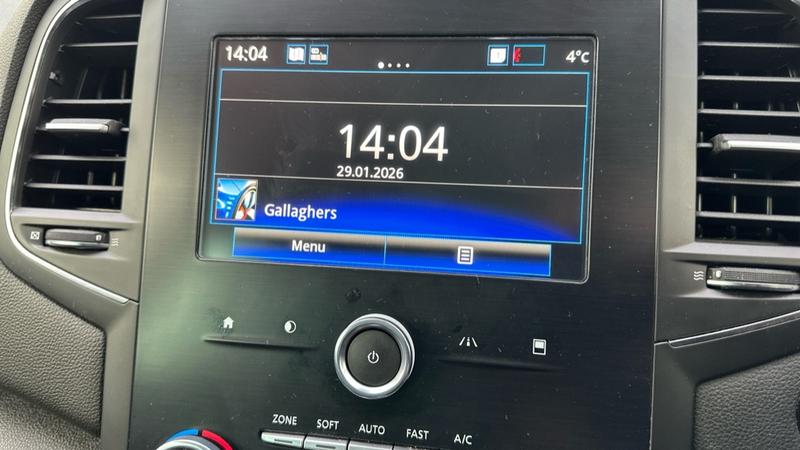 14:04
4°C
14:04
29.01.2026
Gallaghers
Menu
ZONE SOFT AUTO FAST A/C